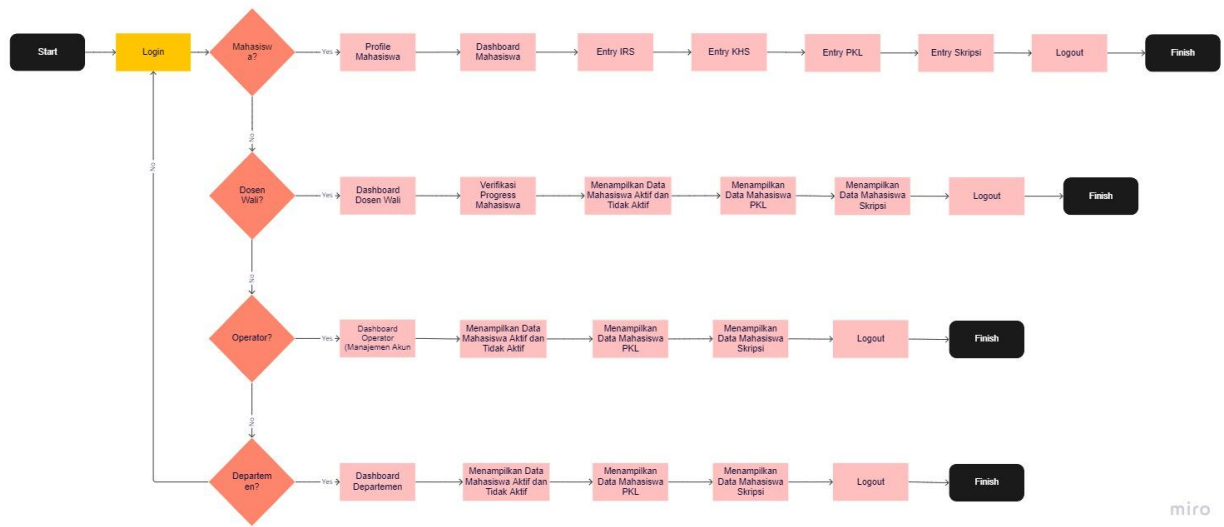 Start
Login
Mahasisw
a?
Yes
Profile
Mahasiswa
Dashboard
Mahasiswa
Entry IRS
Entry KHS
Entry PKL
Entry Skripsi
Logout
Finish
No
No
Dosen
Wali?
Yes
Dashboard
Dosen Wali
Verifikasi
Progress
Mahasiswa
Menampilkan Data
Mahasiswa Aktif dan
Tidak Aktif
Menampilkan
Data Mahasiswa
PKL
Menampilkan
Data Mahasiswa
Skripsi
Logout
Finish
No
Operator?
Yes
Dashboard
Operator
(Manajemen Akun
Menampilkan Data
Mahasiswa Aktif dan
Tidak Aktif
Menampilkan
Data Mahasiswa
PKL
Menampilkan
Data Mahasiswa
Skripsi
Logout
Finish
No
Departem
en?
Yes
Dashboard
Departemen
Menampilkan Data
Mahasiswa Aktif dan
Tidak Aktif
Menampilkan
Data Mahasiswa
PKL
Menampilkan
Data Mahasiswa
Skripsi
Logout
Finish
miro